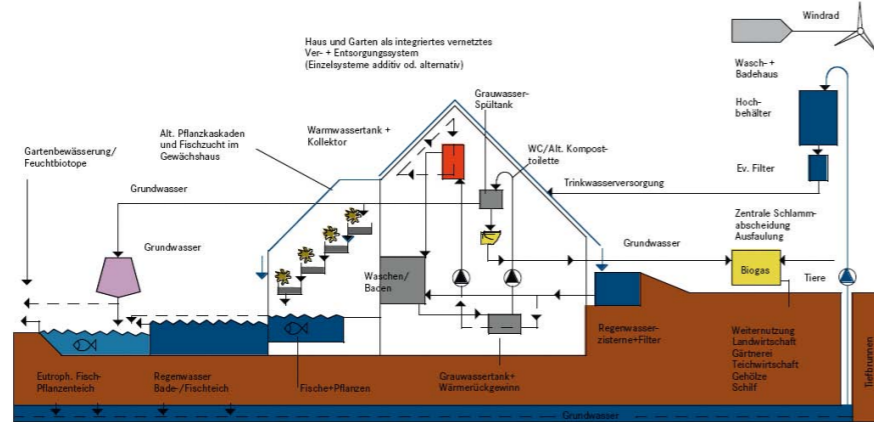 Windrad
Haus und Garten als integriertes vernetztes
Ver- + Entsorgungssystem
(Einzelsysteme additiv od. alternativ)
Wasch- +
Badehaus
Hoch-
behälter
Ev. Filter
Grauwasser-
Spültank
Alt. Pflanzkaskaden
und Fischzucht im
Gewächshaus
Warmwassertank +
Kollektor
WC/Alt. Kompost-
toilette
Gartenbewässerung/
Feuchtbiotope
Trinkwasserversorgung
Grundwasser
Zentrale Schlamm-
abscheidung
Ausfaulung
Grundwasser
Grundwasser
Waschen/
Baden
Biogas
Tiere
Regenwasser-
zisterne+Filter
Weiternutzung
Landwirtschaft
Gärtnerei
Teichwirtschaft
Gehölze
Schilf
Tiefbrunnen
Eutroph. Fisch-
Pflanzenteich
Regenwasser
Bade-/Fischteich
Fische+Pflanzen
Grauwassertank+
Wärmerückgewinn
Grundwasser